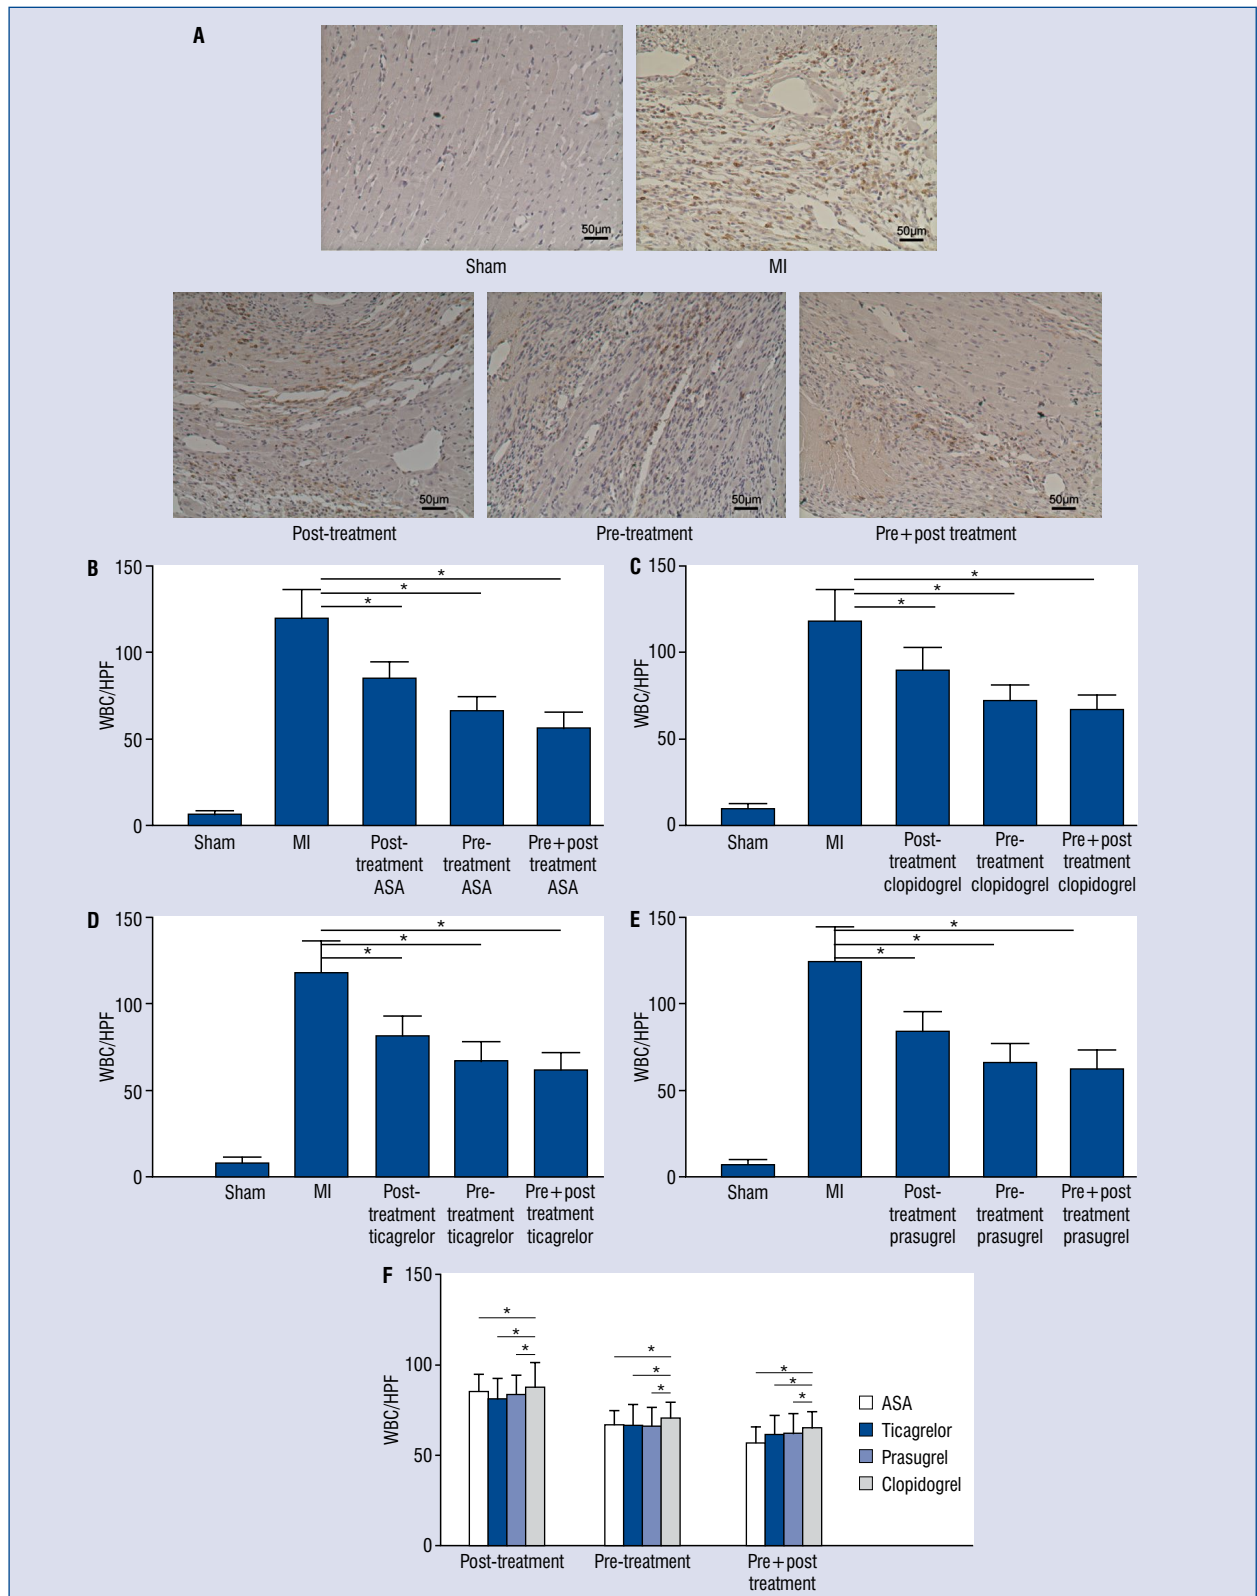 A
50µm
50µm
Sham
MI
50µm
50µm
50µm
Post-treatment
Pre-treatment
Pre+post treatment
B
150
100
50
0
WBC/HPF
*
*
*
Sham
MI
Post-
treatment
ASA
Pre-
treatment
ASA
Pre+post
treatment
ASA
C
150
100
50
0
WBC/HPF
*
*
*
Sham
MI
Post-
treatment
clopidogrel
Pre-
treatment
clopidogrel
Pre+post
treatment
clopidogrel
D
150
100
50
0
WBC/HPF
*
*
*
Sham
MI
Post-
treatment
ticagrelor
Pre-
treatment
ticagrelor
Pre+post
treatment
ticagrelor
E
150
100
50
0
WBC/HPF
*
*
*
Sham
MI
Post-
treatment
prasugrel
Pre-
treatment
prasugrel
Pre+post
treatment
prasugrel
F
150
100
50
0
WBC/HPF
*
*
*
*
*
*
*
*
*
ASA
Ticagrelor
Prasugrel
Clopidogrel
Post-treatment
Pre-treatment
Pre+post
treatment